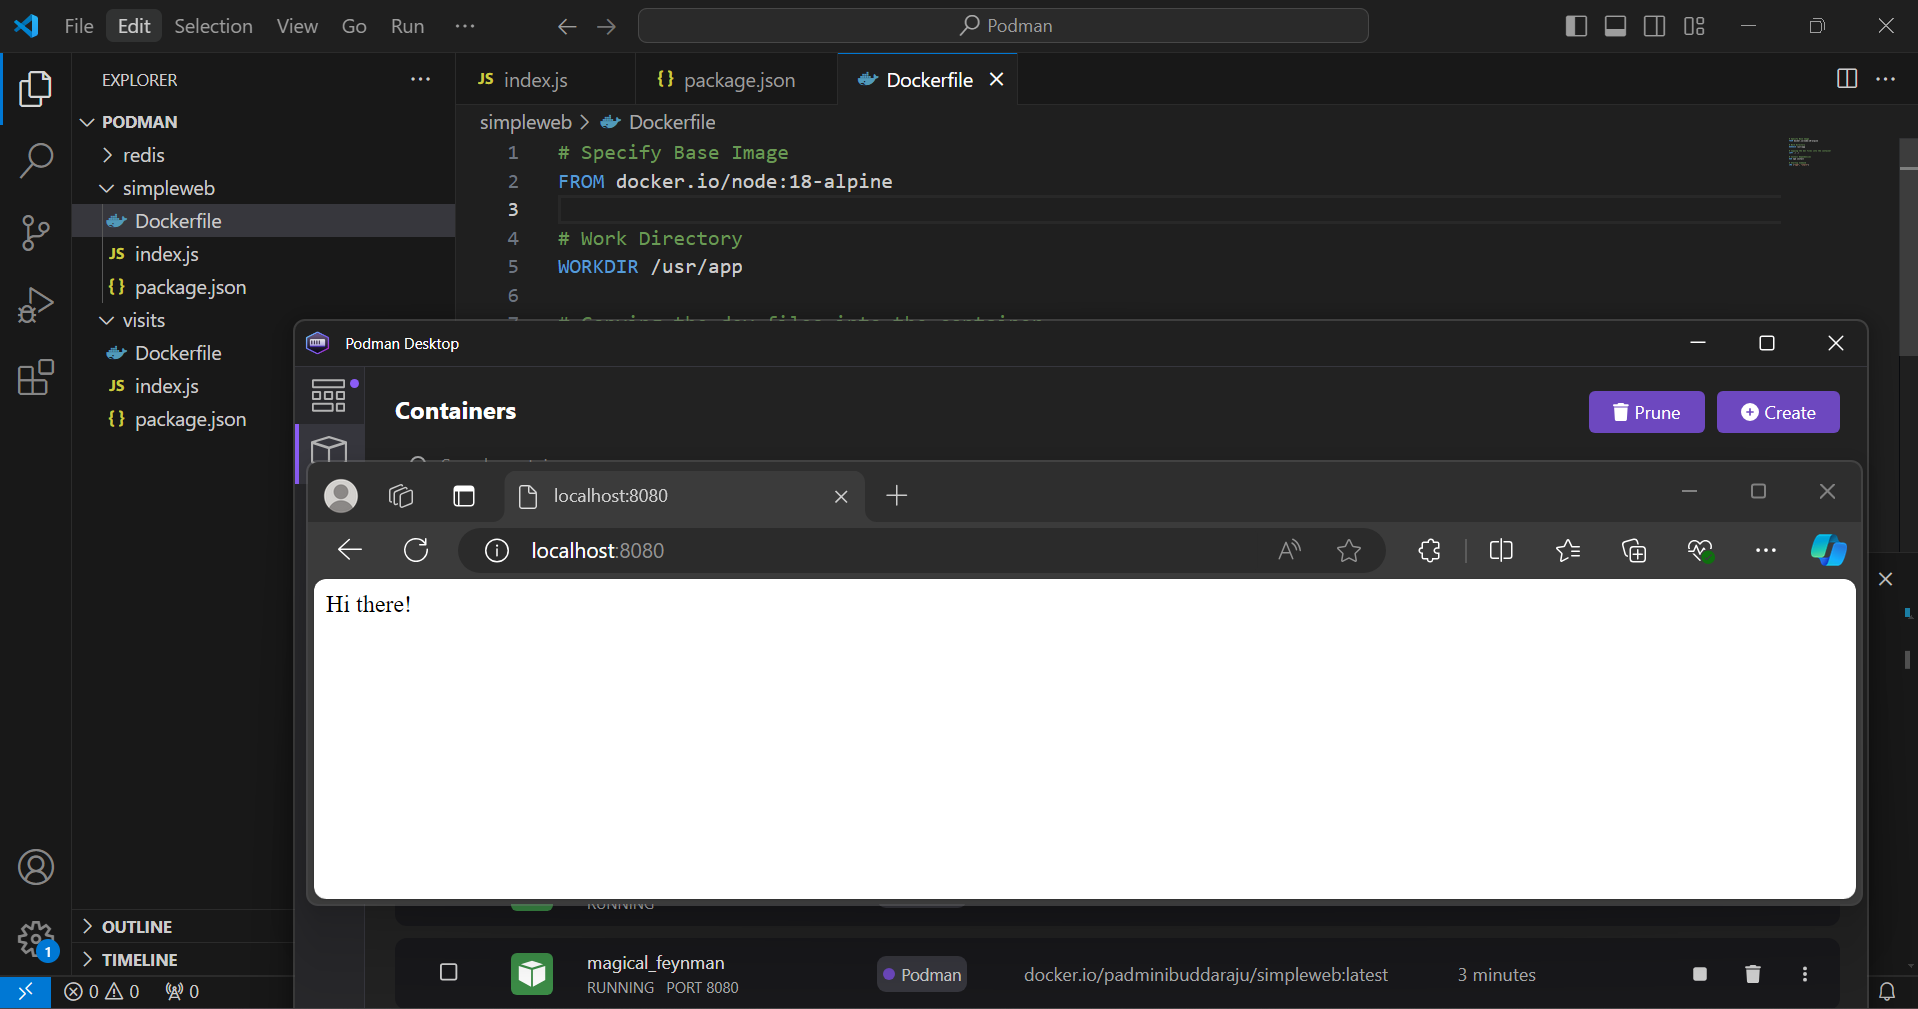 File Edit Selection View Go Run ··· Podman
EXPLORER ···
PODMAN
redis
simpleweb
Dockerfile
JS index.js
{} package.json
visits
Dockerfile
JS index.js
{} package.json
OUTLINE
TIMELINE
1
0 0 0
JS index.js {} package.json Dockerfile
simpleweb > Dockerfile
1 # Specify Base Image
2 FROM docker.io/node:18-alpine
3
4 # Work Directory
5 WORKDIR /usr/app
6
Podman Desktop
Containers Prune Create
localhost:8080
localhost:8080
Hi there!
RUNNING
magical_feynman
RUNNING PORT 8080
Podman docker.io/padminibuddaraju/simpleweb:latest 3 minutes